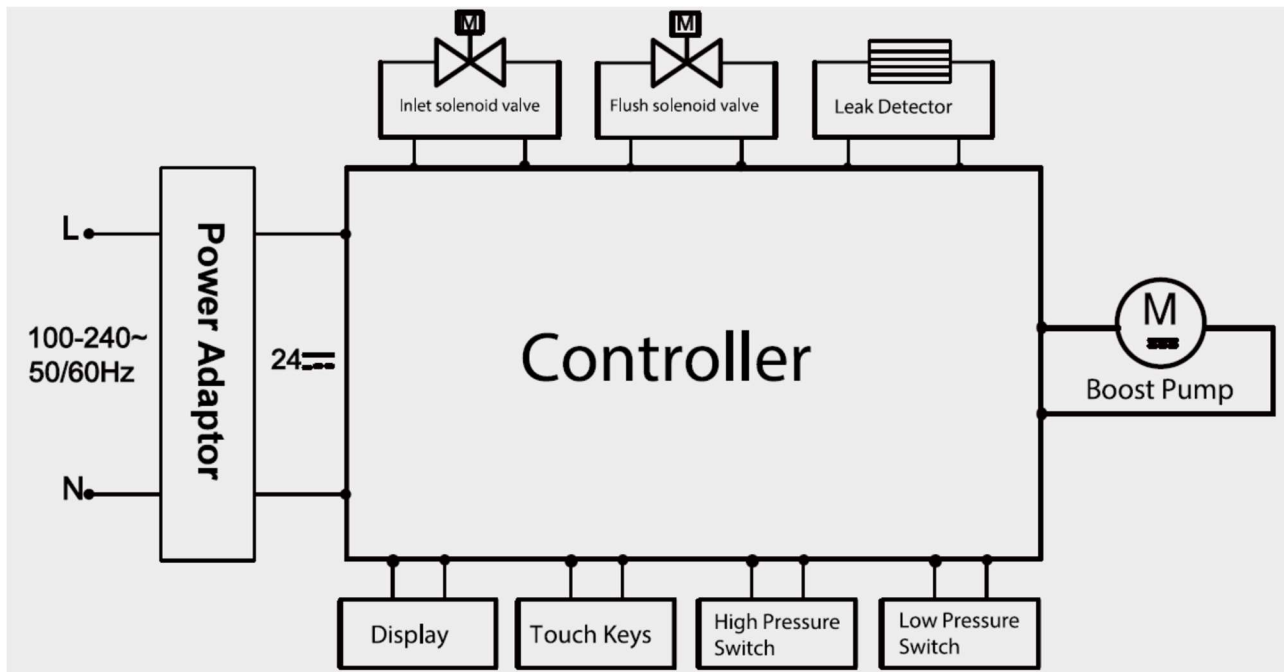 M
M
Inlet solenoid valve
Flush solenoid valve
Leak Detector
L
Power Adaptor
100-240~
50/60Hz
24⎓
N
Controller
M
Boost Pump
Display
Touch Keys
High Pressure
Switch
Low Pressure
Switch